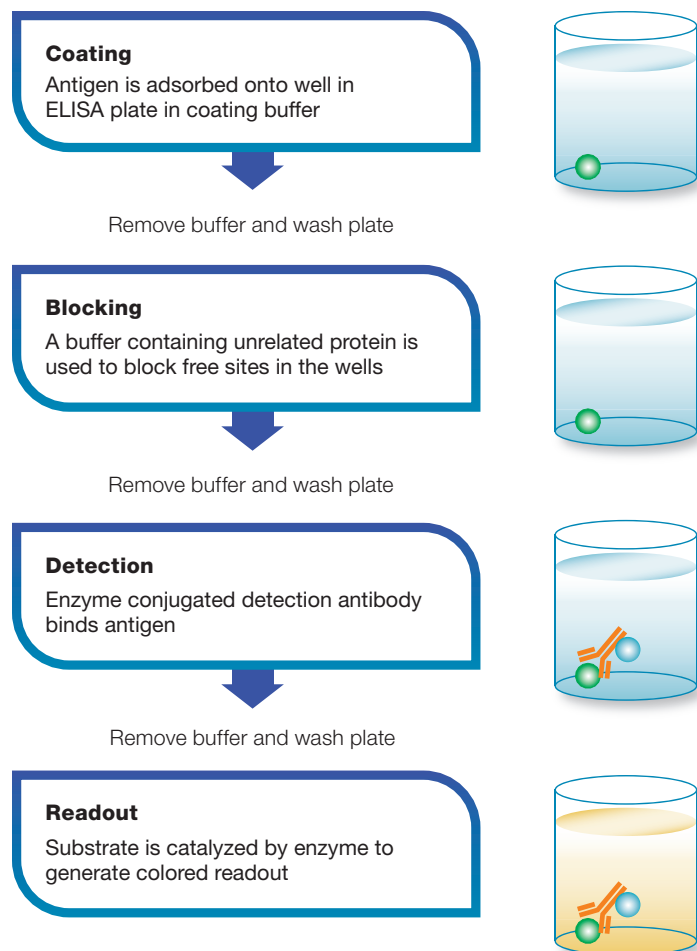 Coating
Antigen is adsorbed onto well in
ELISA plate in coating buffer
Remove buffer and wash plate
Blocking
A buffer containing unrelated protein is
used to block free sites in the wells
Remove buffer and wash plate
Detection
Enzyme conjugated detection antibody
binds antigen
Remove buffer and wash plate
Readout
Substrate is catalyzed by enzyme to
generate colored readout